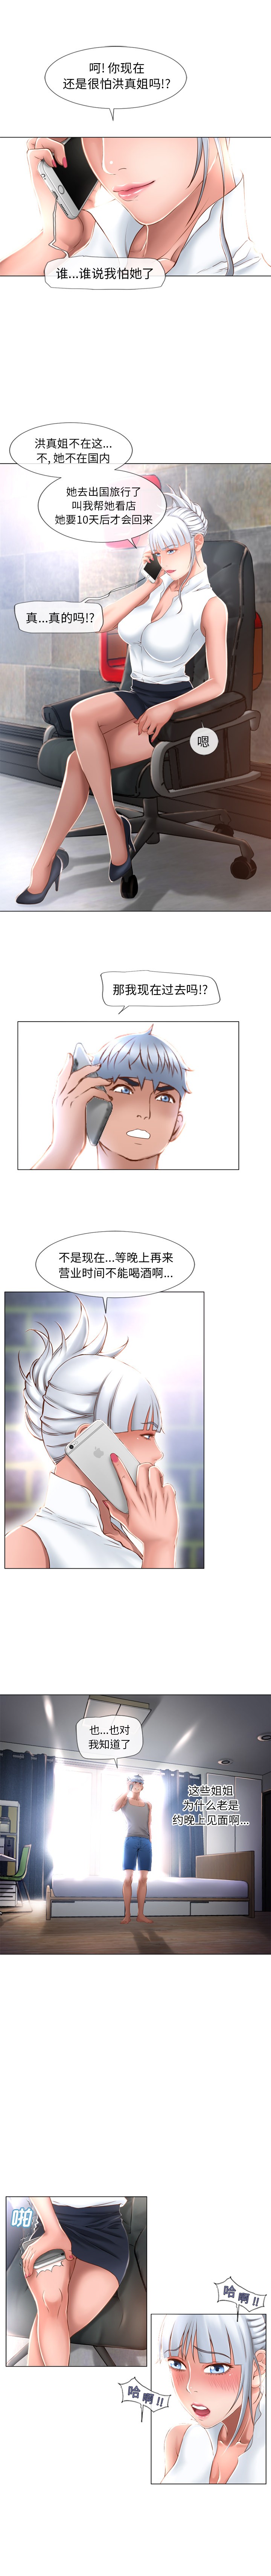 呵! 你现在
还是很怕洪真姐吗!?
谁...谁说我怕她了
洪真姐不在这...
不, 她不在国内
她去出国旅行了
叫我帮她看店
她要10天后才会回来
真...真的吗!?
嗯
那我现在过去吗!?
不是现在...等晚上再来
营业时间不能喝酒啊...
也...也对
我知道了
这些姐姐
为什么老是
约晚上见面啊...
啪
哈啊!!
哈啊!!